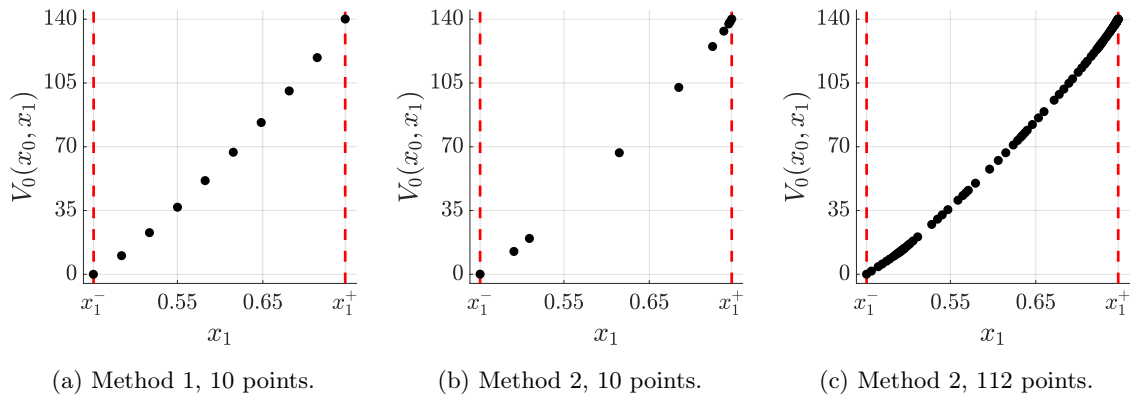 V₀(x₀, x₁)
140
105
70
35
0
x₁⁻ 0.55 0.65 x₁⁺
x₁
(a) Method 1, 10 points.
V₀(x₀, x₁)
140
105
70
35
0
x₁⁻ 0.55 0.65 x₁⁺
x₁
(b) Method 2, 10 points.
V₀(x₀, x₁)
140
105
70
35
0
x₁⁻ 0.55 0.65 x₁⁺
x₁
(c) Method 2, 112 points.